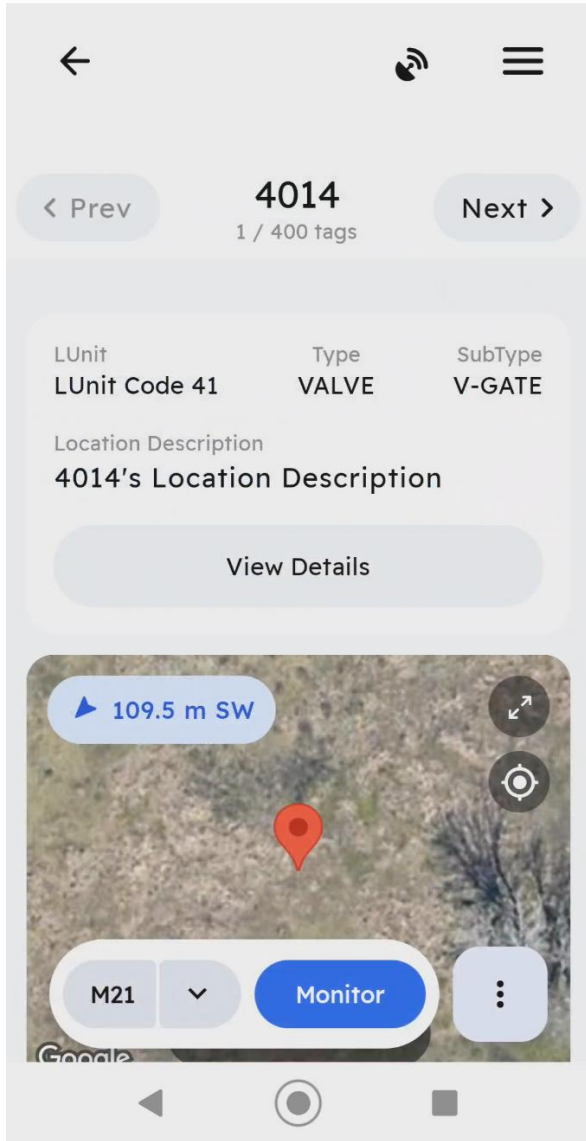 Prev
4014
Next
1 / 400 tags
LUnit
Type
SubType
LUnit Code 41
VALVE
V-GATE
Location Description
4014's Location Description
View Details
109.5 m SW
M21
Monitor
Google